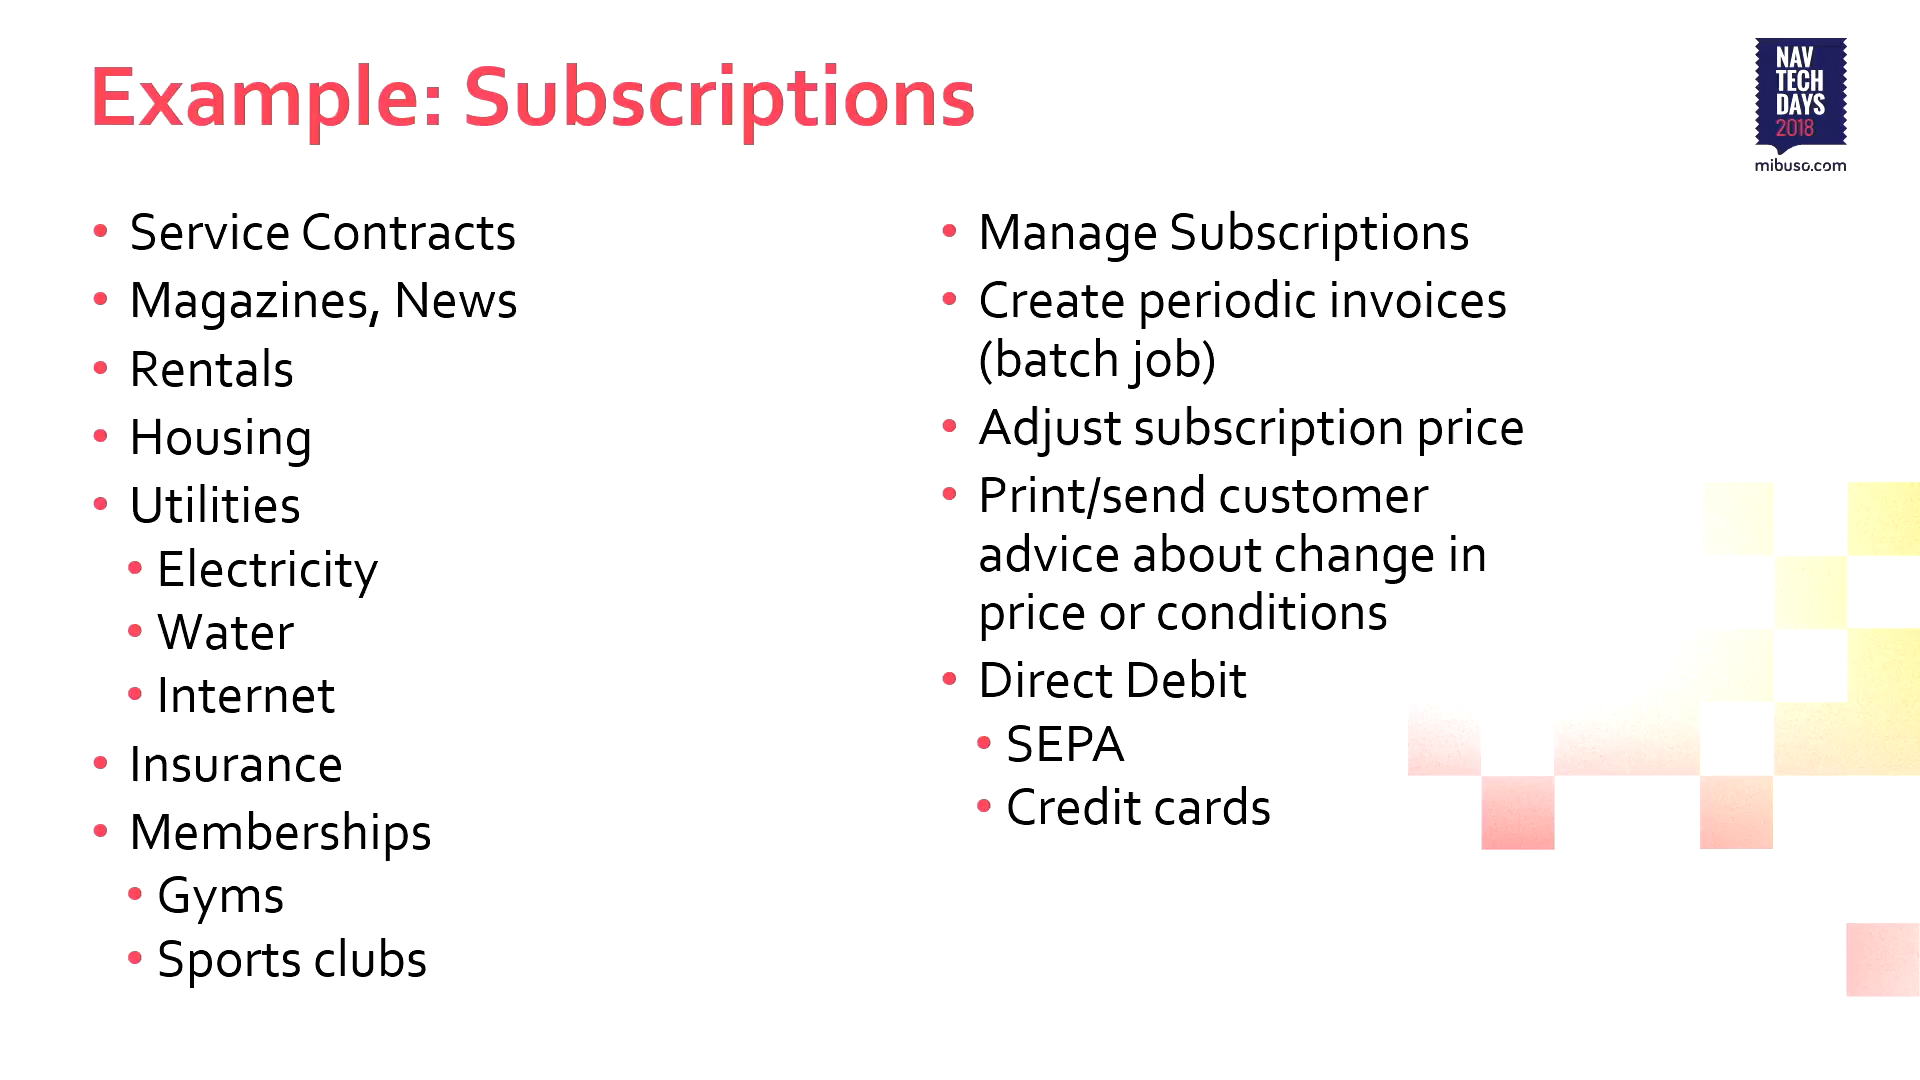 Example: Subscriptions
NAV
TECH
DAYS
2018
mibuso.com
• Service Contracts
• Magazines, News
• Rentals
• Housing
• Utilities
• Electricity
• Water
• Internet
• Insurance
• Memberships
• Gyms
• Sports clubs
• Manage Subscriptions
• Create periodic invoices
(batch job)
• Adjust subscription price
• Print/send customer
advice about change in
price or conditions
• Direct Debit
• SEPA
• Credit cards